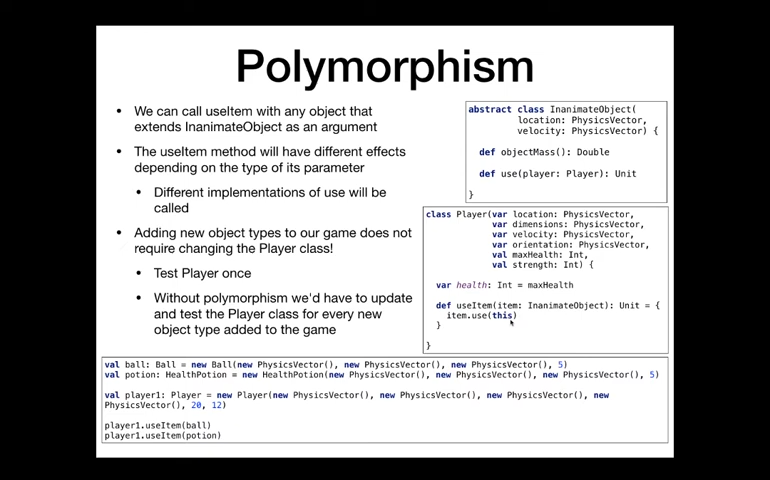 Polymorphism
• We can call useItem with any object that
extends InanimateObject as an argument
• The useItem method will have different effects
depending on the type of its parameter
• Different implementations of use will be
called
• Adding new object types to our game does not
require changing the Player class!
• Test Player once
• Without polymorphism we'd have to update
and test the Player class for every new
object type added to the game
abstract class InanimateObject(
location: PhysicsVector,
velocity: PhysicsVector) {
def objectMass(): Double
def use(player: Player): Unit
}
class Player(var location: PhysicsVector,
var dimensions: PhysicsVector,
var velocity: PhysicsVector,
var orientation: PhysicsVector,
val maxHealth: Int,
val strength: Int) {
var health: Int = maxHealth
def useItem(item: InanimateObject): Unit = {
item.use(this)
}
}
val ball: Ball = new Ball(new PhysicsVector(), new PhysicsVector(), new PhysicsVector(), 5)
val potion: HealthPotion = new HealthPotion(new PhysicsVector(), new PhysicsVector(), new PhysicsVector(), 5)
val player1: Player = new Player(new PhysicsVector(), new PhysicsVector(), new PhysicsVector(), new
PhysicsVector(), 20, 12)
player1.useItem(ball)
player1.useItem(potion)